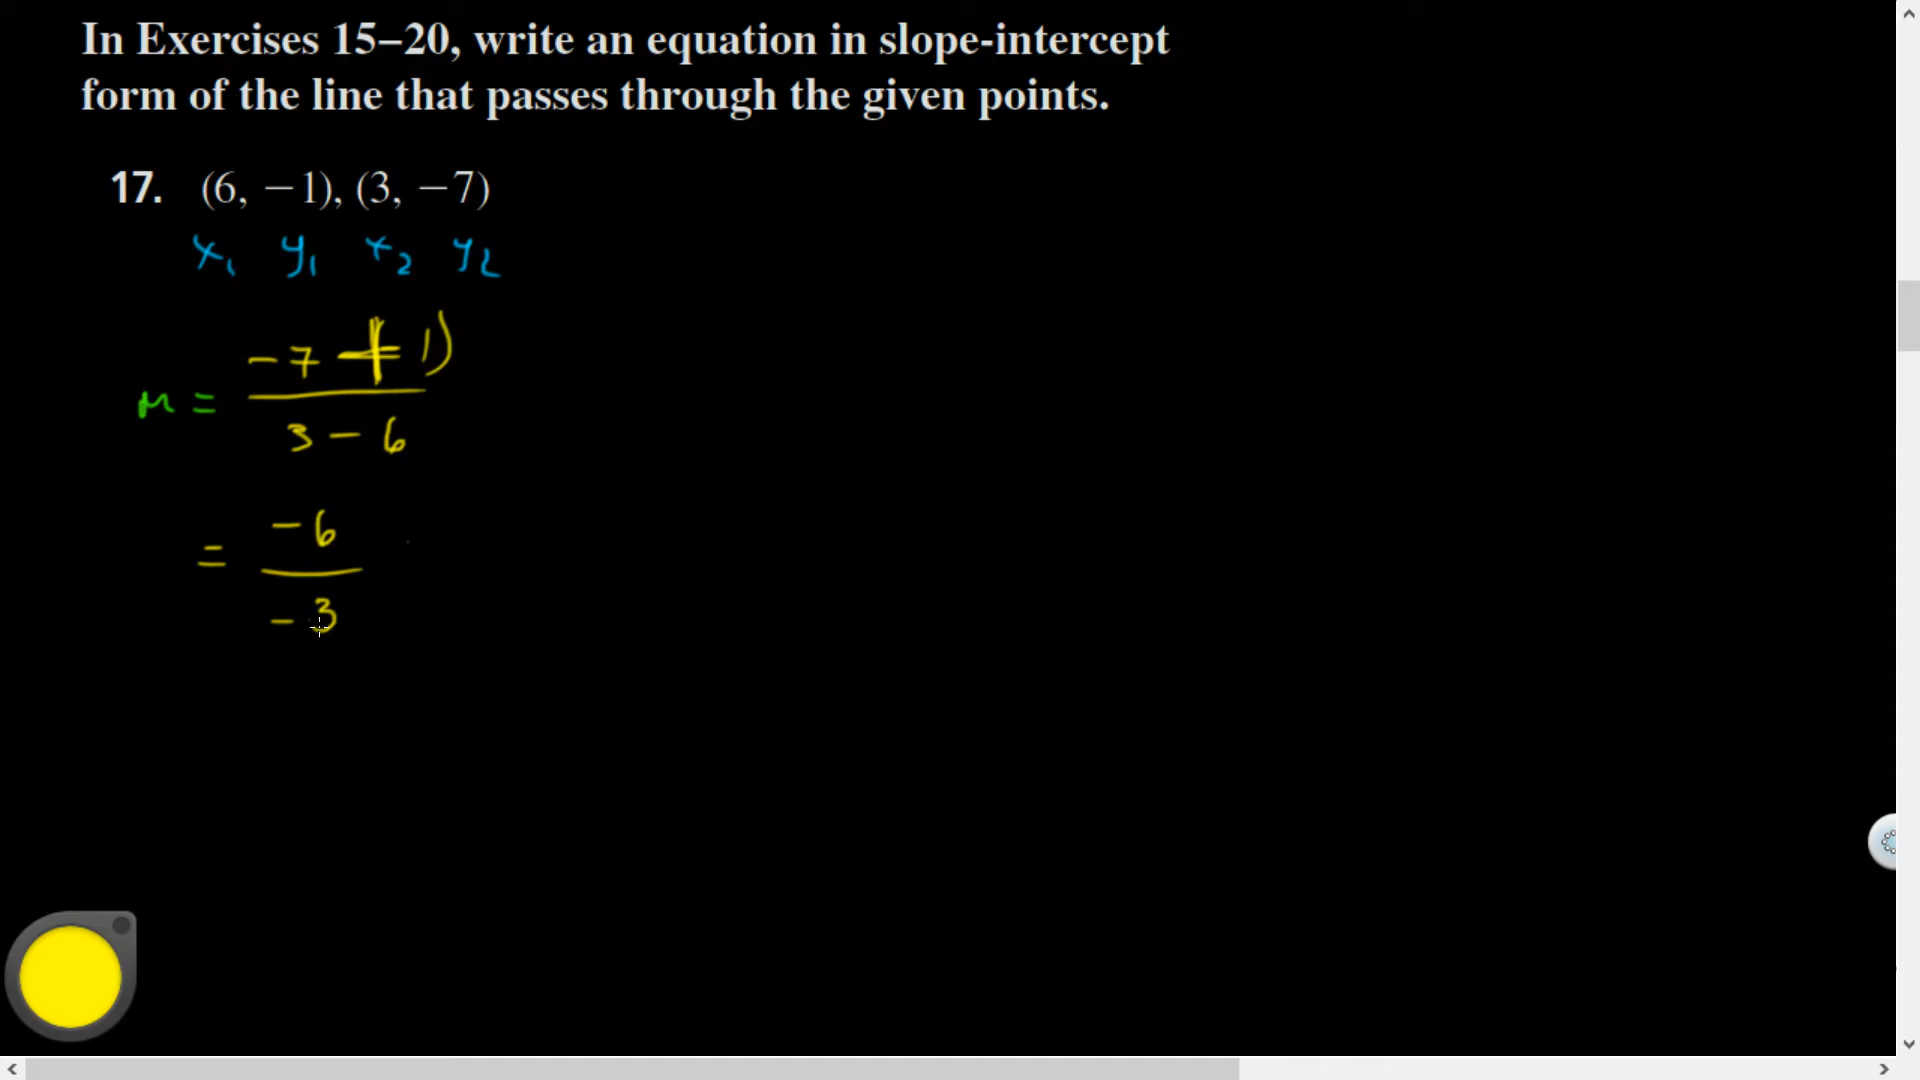 In Exercises 15–20, write an equation in slope-intercept
form of the line that passes through the given points.
17. (6, −1), (3, −7)
x₁ y₁ x₂ y₂
-7 + 1)
m =
3 - 6
-6
=
-3